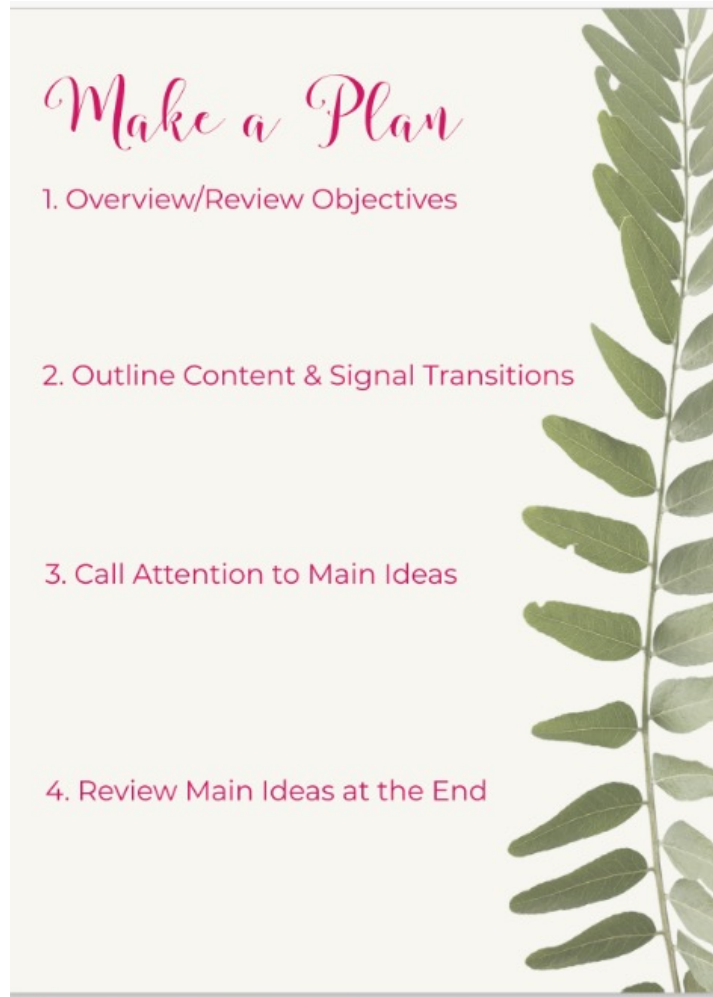 Make a Plan
1. Overview/Review Objectives
2. Outline Content & Signal Transitions
3. Call Attention to Main Ideas
4. Review Main Ideas at the End